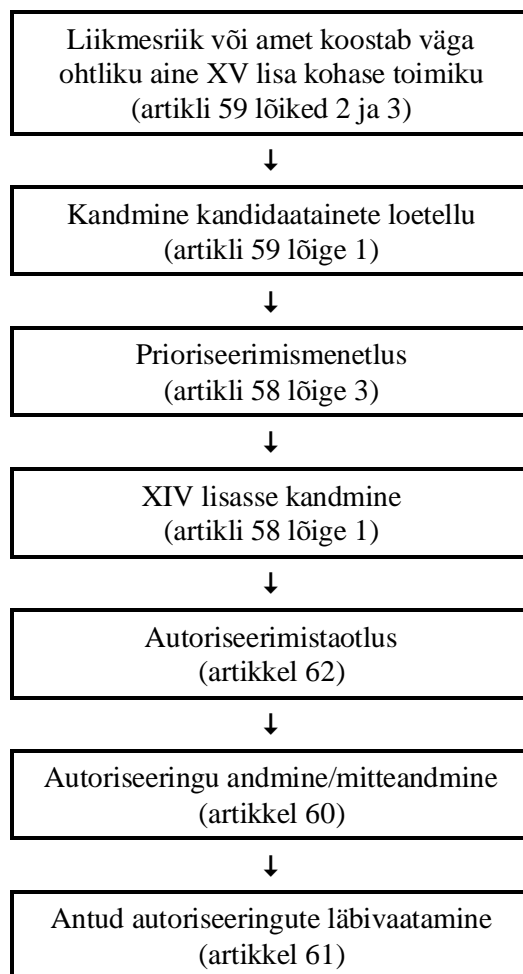 Liikmesriik või amet koostab väga
ohtliku aine XV lisa kohase toimiku
(artikli 59 lõiked 2 ja 3)
↓
Kandmine kandidaatainete loetellu
(artikli 59 lõige 1)
↓
Prioriseerimismenetlus
(artikli 58 lõige 3)
↓
XIV lisasse kandmine
(artikli 58 lõige 1)
↓
Autoriseerimistaotlus
(artikkel 62)
↓
Autoriseeringu andmine/mitteandmine
(artikkel 60)
↓
Antud autoriseeringute läbivaatamine
(artikkel 61)